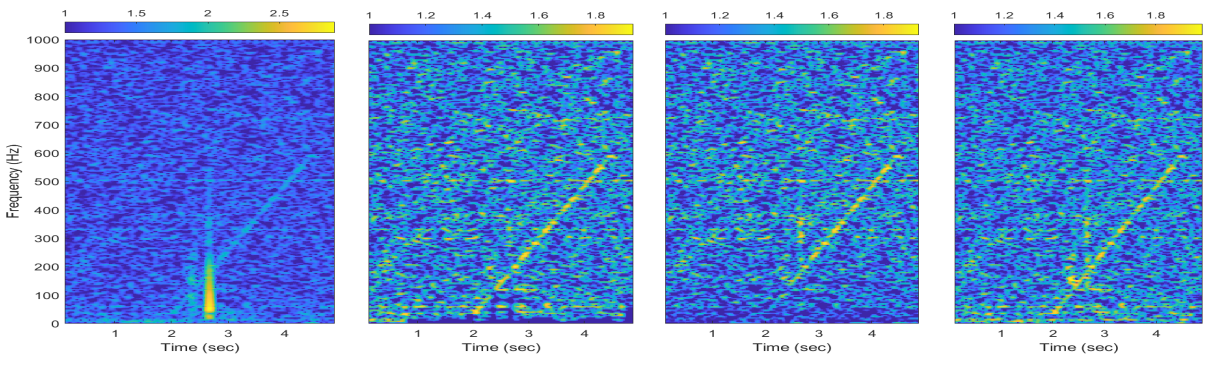 1 1.5 2 2.5
1 1.2 1.4 1.6 1.8
1 1.2 1.4 1.6 1.8
1 1.2 1.4 1.6 1.8
1000
900
800
700
600
500
400
300
200
100
0
Frequency (Hz)
1 2 3 4
1 2 3 4
1 2 3 4
1 2 3 4
Time (sec)
Time (sec)
Time (sec)
Time (sec)